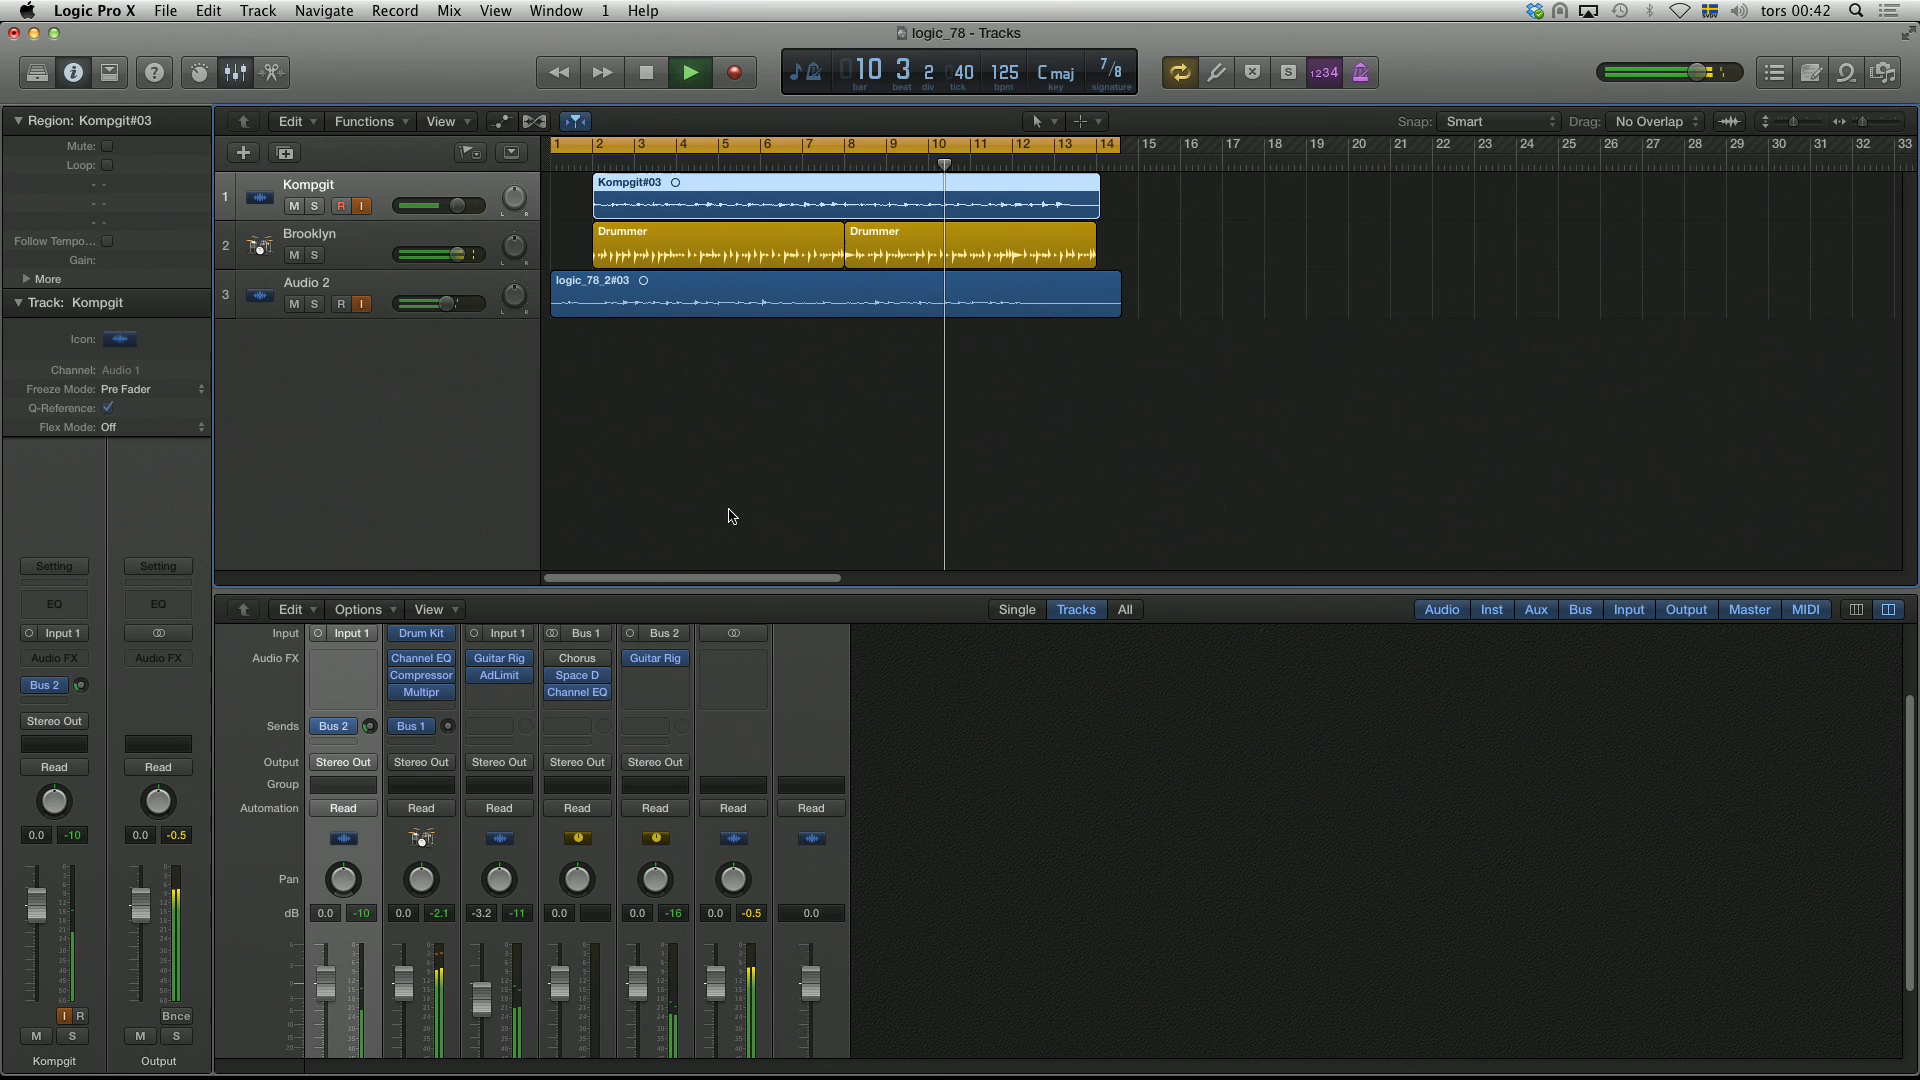 Logic Pro X File Edit Track Navigate Record Mix View Window 1 Help tors 00:42
logic_78 - Tracks
10 3 2 40 125 C maj 7/8
bar beat div tick bpm key signature
S 1234
Region: Kompgit#03
Mute:
Loop:
Follow Tempo...
Gain:
More
Track: Kompgit
Icon:
Channel: Audio 1
Freeze Mode: Pre Fader
Q-Reference:
Flex Mode: Off
Edit Functions View Snap: Smart Drag: No Overlap
1 2 3 4 5 6 7 8 9 10 11 12 13 14 15 16 17 18 19 20 21 22 23 24 25 26 27 28 29 30 31 32 33
1 Kompgit
M S R I
Kompgit#03
2 Brooklyn
M S
Drummer Drummer
3 Audio 2
M S R I
logic_78_2#03
Setting Setting
EQ EQ
Input 1
Audio FX Audio FX
Bus 2
Stereo Out
Read Read
0.0 -10 0.0 -0.5
I R Bnce
M S M S
Kompgit Output
Edit Options View Single Tracks All Audio Inst Aux Bus Input Output Master MIDI
Input Input 1 Drum Kit Input 1 Bus 1 Bus 2
Audio FX Channel EQ Guitar Rig Chorus Guitar Rig
Compressor AdLimit Space D
Multipr Channel EQ
Sends Bus 2 Bus 1
Output Stereo Out Stereo Out Stereo Out Stereo Out Stereo Out
Group
Automation Read Read Read Read Read Read Read
Pan
dB 0.0 -10 0.0 -2.1 -3.2 -11 0.0 0.0 -16 0.0 -0.5 0.0